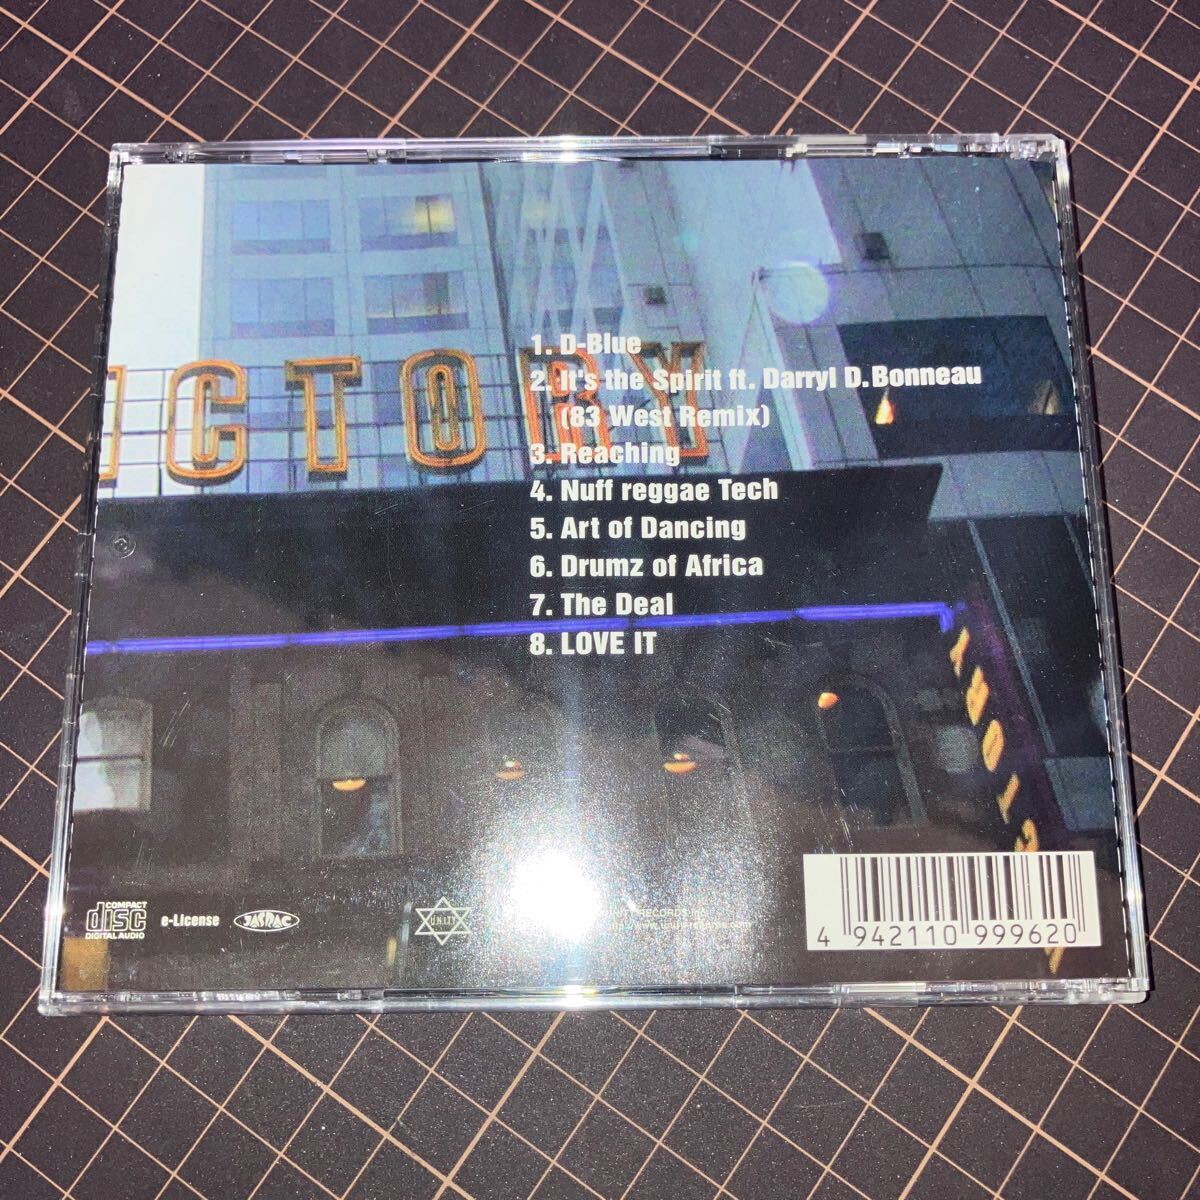 ICTORY
1. D-Blue
2. It's the Spirit ft. Darryl D. Bonneau
(83 West Remix)
3. Reaching
4. Nuff reggae Tech
5. Art of Dancing
6. Drumz of Africa
7. The Deal
8. LOVE IT
COMPACT
disc
DIGITAL AUDIO
e-License
JASRAC
UNITY
RECORDS
4 942110 999620